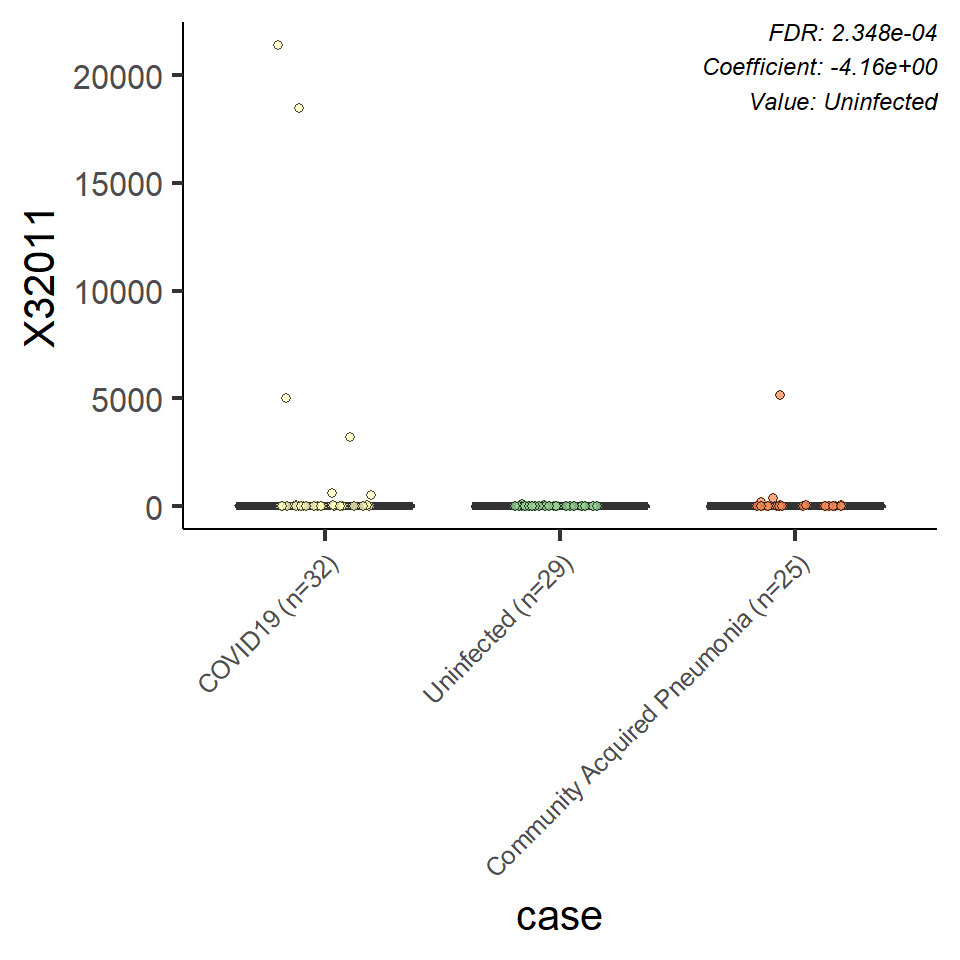 FDR: 2.348e-04
Coefficient: -4.16e+00
Value: Uninfected
X32011
20000
15000
10000
5000
0
COVID19 (n=32)
Uninfected (n=29)
Community Acquired Pneumonia (n=25)
case